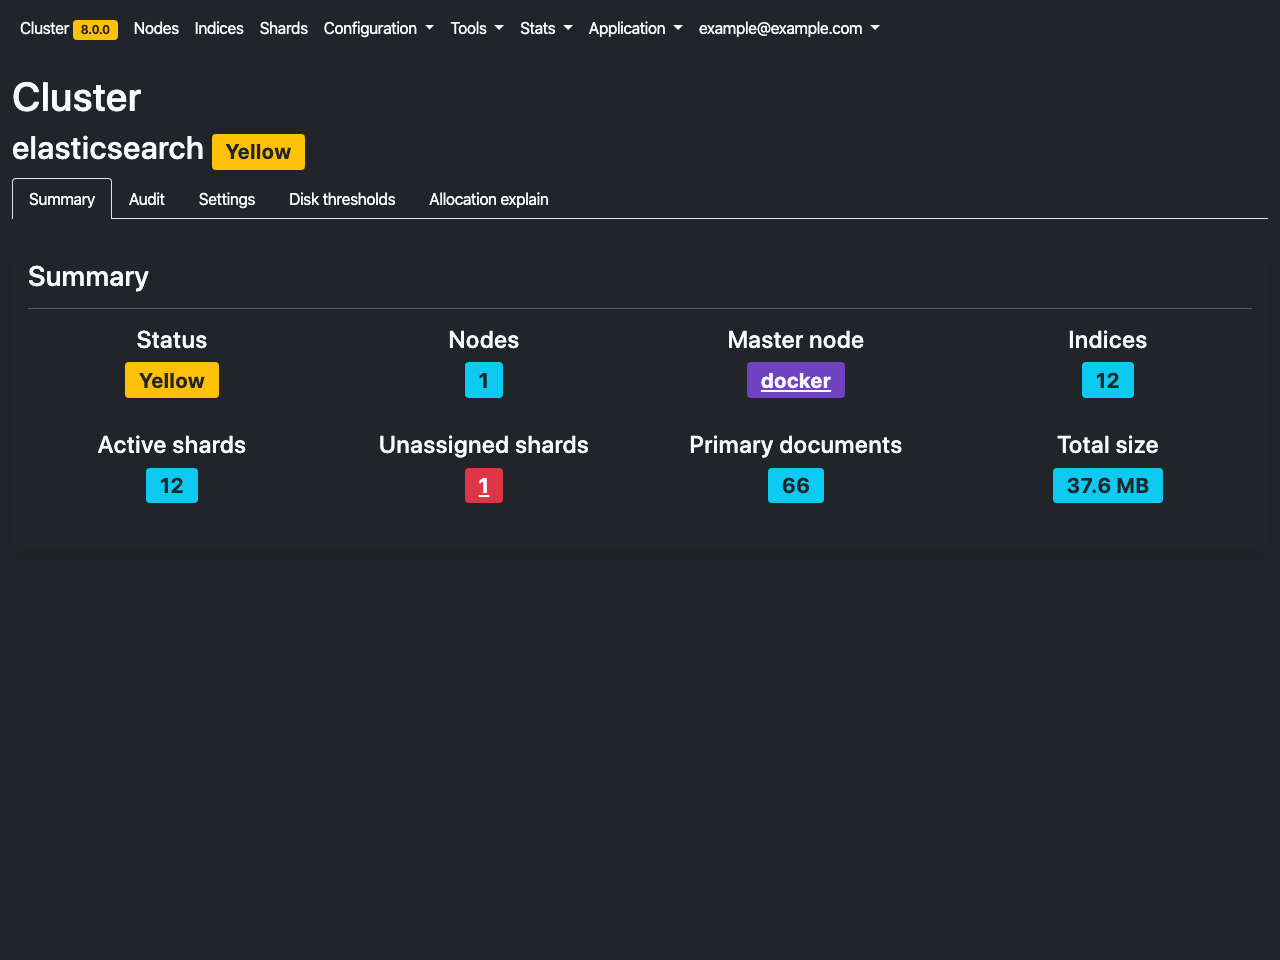 Cluster 8.0.0 Nodes Indices Shards Configuration Tools Stats Application example@example.com
Cluster
elasticsearch Yellow
Summary Audit Settings Disk thresholds Allocation explain
Summary
Status Nodes Master node Indices
Yellow 1 docker 12
Active shards Unassigned shards Primary documents Total size
12 1 66 37.6 MB